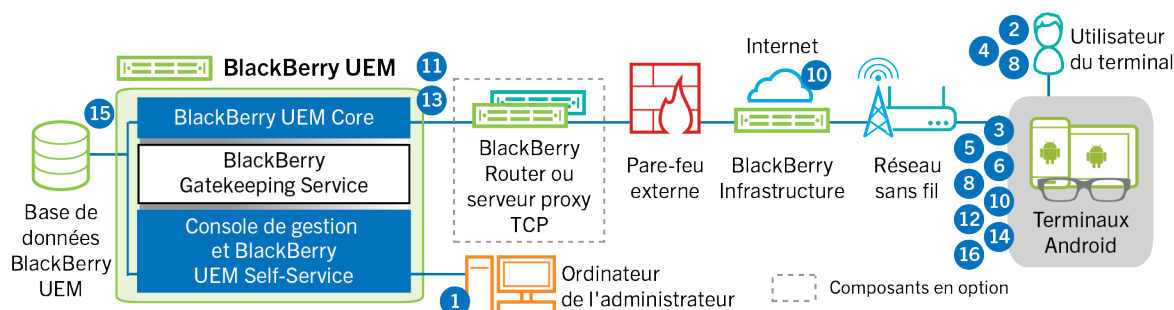 2
4
8
Utilisateur
du terminal
Internet
10
BlackBerry UEM
11
13
15
BlackBerry UEM Core
BlackBerry
Gatekeeping Service
Console de gestion
et BlackBerry
UEM Self-Service
Base de
données
BlackBerry
UEM
BlackBerry
Router ou
serveur proxy
TCP
Pare-feu
externe
BlackBerry
Infrastructure
Réseau
sans fil
3
5
6
8
10
12
14
16
Terminaux
Android
1
Ordinateur
de l'administrateur
Composants en option